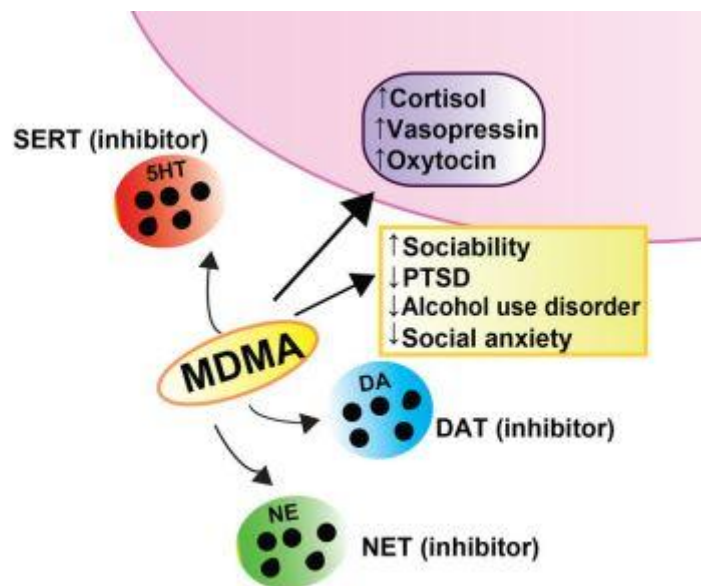 ↑Cortisol
↑Vasopressin
↑Oxytocin
SERT (inhibitor)
5HT
↑Sociability
↓PTSD
↓Alcohol use disorder
↓Social anxiety
MDMA
DA
DAT (inhibitor)
NE
NET (inhibitor)